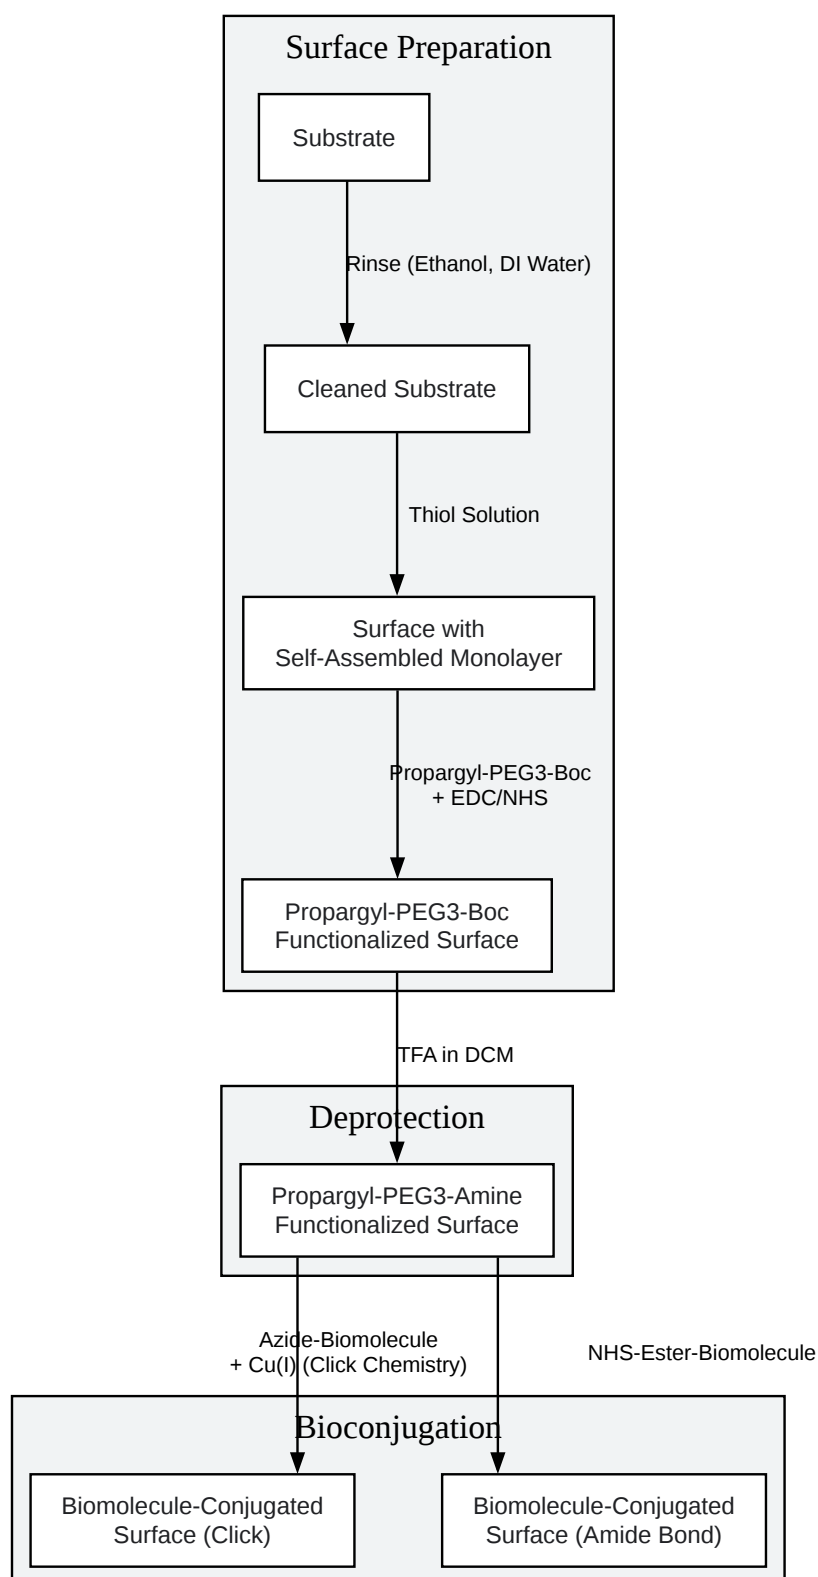 Surface Preparation
Substrate
Rinse (Ethanol, DI Water)
Cleaned Substrate
Thiol Solution
Surface with
Self-Assembled Monolayer
Propargyl-PEG3-Boc
+ EDC/NHS
Propargyl-PEG3-Boc
Functionalized Surface
TFA in DCM
Deprotection
Propargyl-PEG3-Amine
Functionalized Surface
Azide-Biomolecule
+ Cu(I) (Click Chemistry)
NHS-Ester-Biomolecule
Bioconjugation
Biomolecule-Conjugated
Surface (Click)
Biomolecule-Conjugated
Surface (Amide Bond)